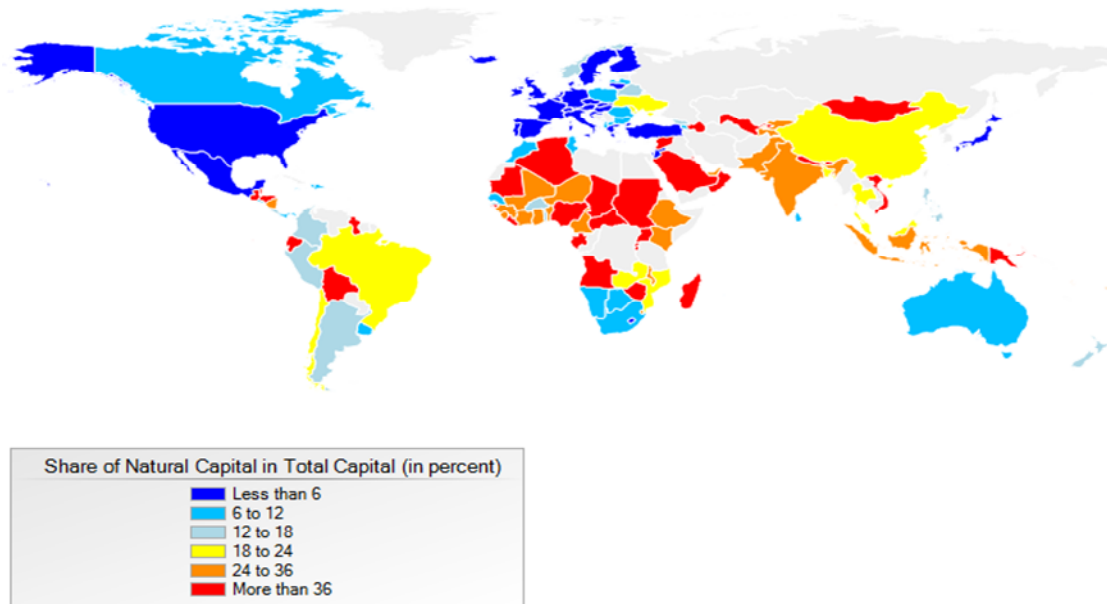 Share of Natural Capital in Total Capital (in percent)
Less than 6
6 to 12
12 to 18
18 to 24
24 to 36
More than 36